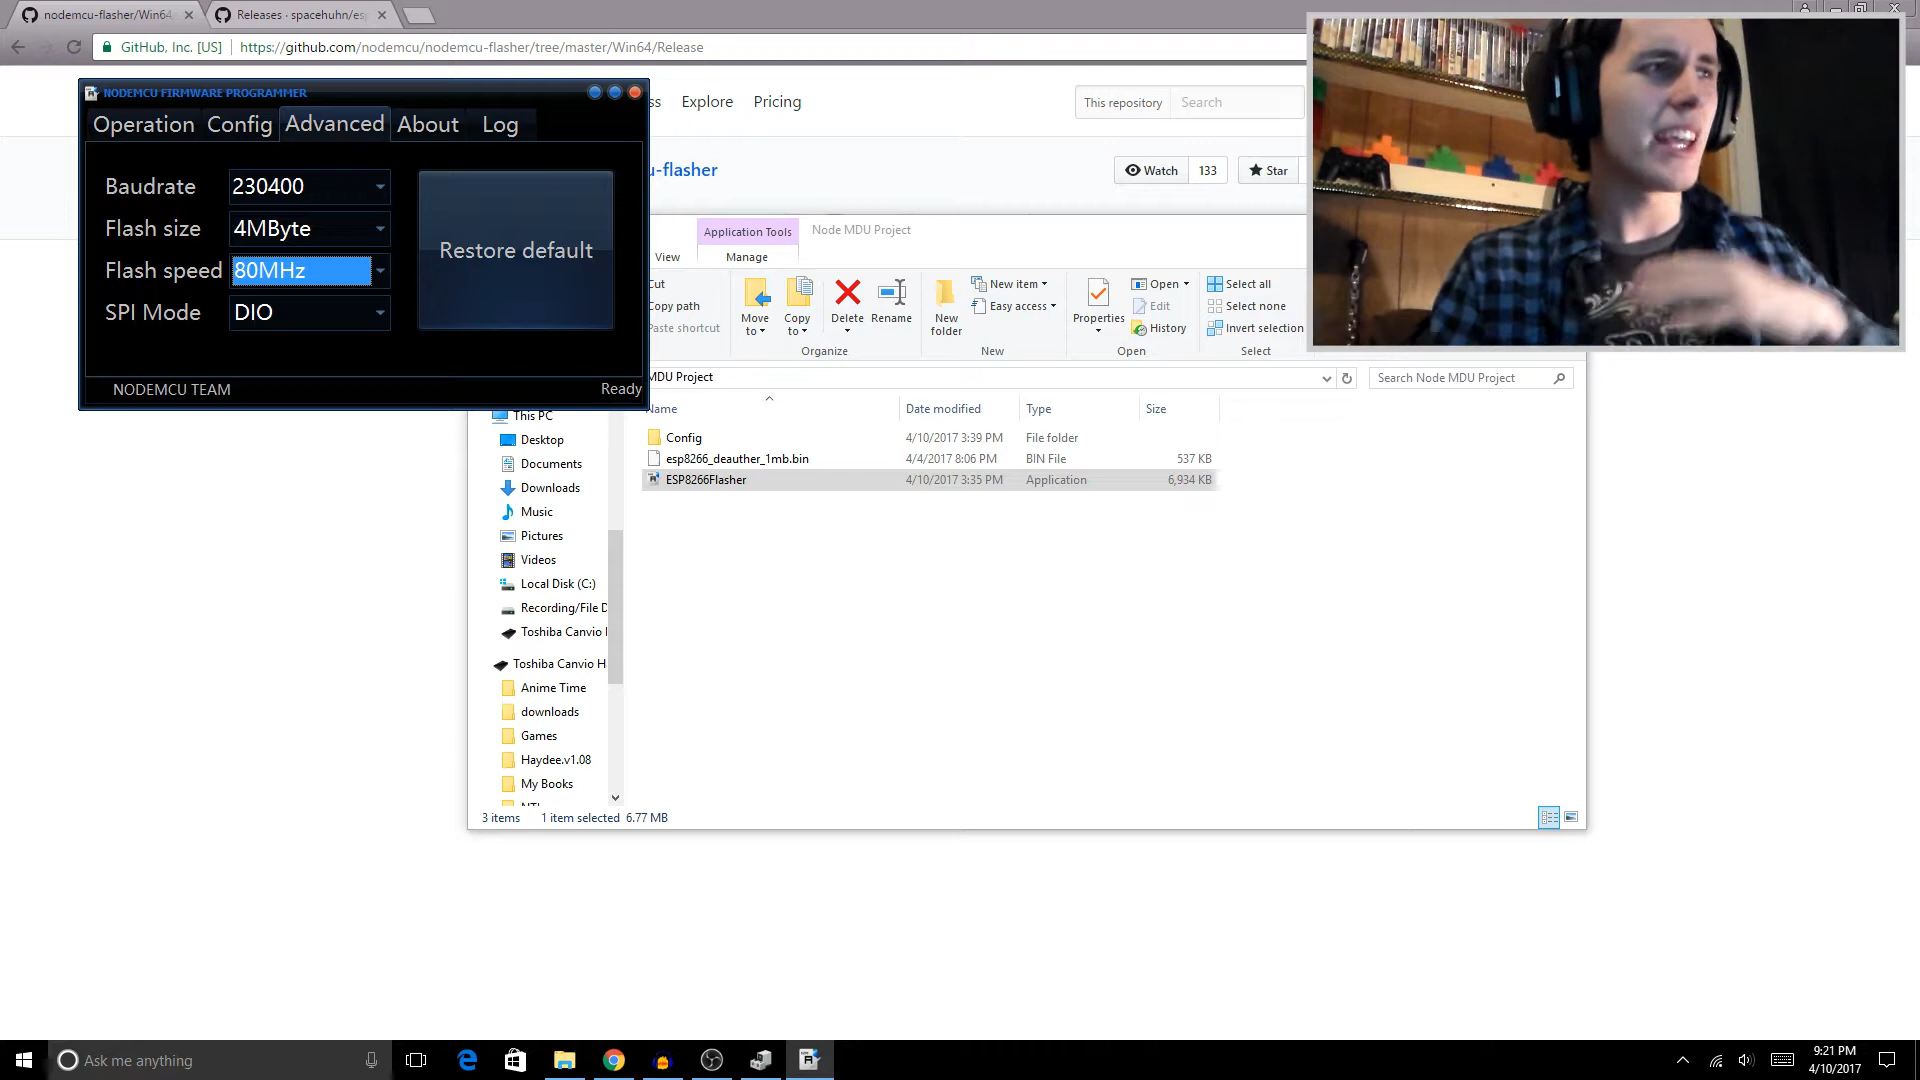 nodemcu-flasher/Win64
Releases · spacehuhn/es
GitHub, Inc. [US]
https://github.com/nodemcu/nodemcu-flasher/tree/master/Win64/Release
NODEMCU FIRMWARE PROGRAMMER
Operation Config Advanced About Log
Baudrate 230400
Flash size 4MByte
Flash speed 80MHz
SPI Mode DIO
Restore default
NODEMCU TEAM
Ready
ss Explore Pricing
This repository Search
u-flasher
Watch 133 Star
Application Tools Node MDU Project
View Manage
Cut
Copy path
Paste shortcut
Move to
Copy to
Delete
Rename
Organize
New folder
New item
Easy access
New
Properties
Open
Edit
History
Open
Select all
Select none
Invert selection
Select
MDU Project
Search Node MDU Project
Name Date modified Type Size
Config 4/10/2017 3:39 PM File folder
esp8266_deauther_1mb.bin 4/4/2017 8:06 PM BIN File 537 KB
ESP8266Flasher 4/10/2017 3:35 PM Application 6,934 KB
This PC
Desktop
Documents
Downloads
Music
Pictures
Videos
Local Disk (C:)
Recording/File D
Toshiba Canvio
Toshiba Canvio H
Anime Time
downloads
Games
Haydee.v1.08
My Books
3 items 1 item selected 6.77 MB
Ask me anything
9:21 PM
4/10/2017